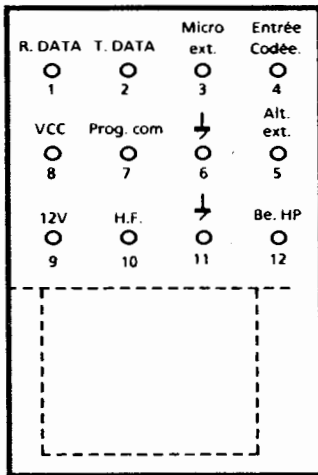 R. DATA T. DATA Micro ext. Entrée Codée.
1 2 3 4
VCC Prog. com Alt. ext.
8 7 6 5
12V H.F. Be. HP
9 10 11 12